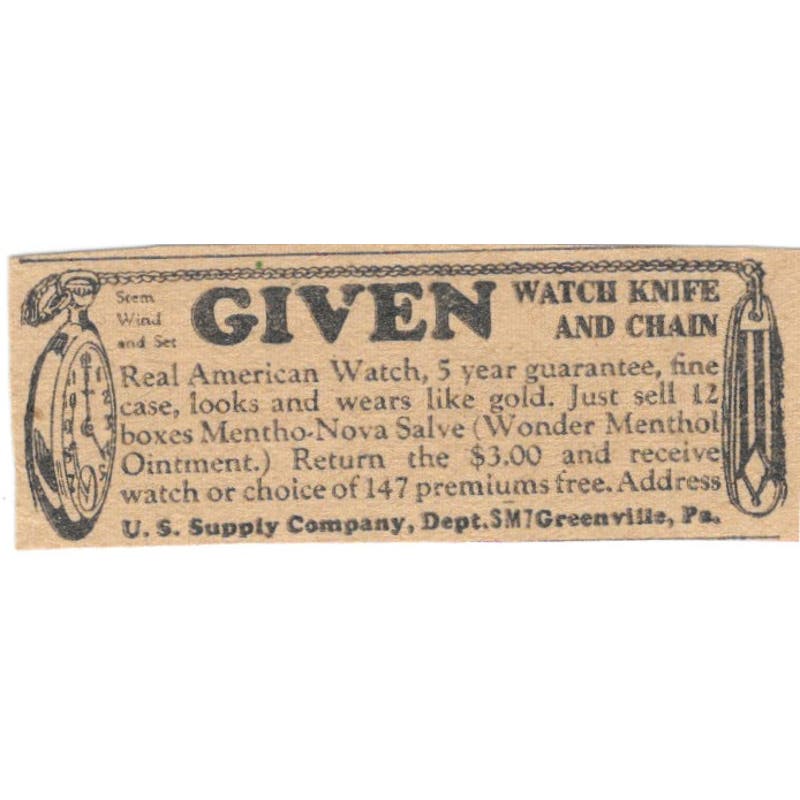 Stem
Wind
and Set
GIVEN
WATCH KNIFE
AND CHAIN
Real American Watch, 5 year guarantee, fine
case, looks and wears like gold. Just sell 12
boxes Mentho-Nova Salve (Wonder Menthol
Ointment.) Return the $3.00 and receive
watch or choice of 147 premiums free. Address
U. S. Supply Company, Dept. SM7 Greenville, Pa.